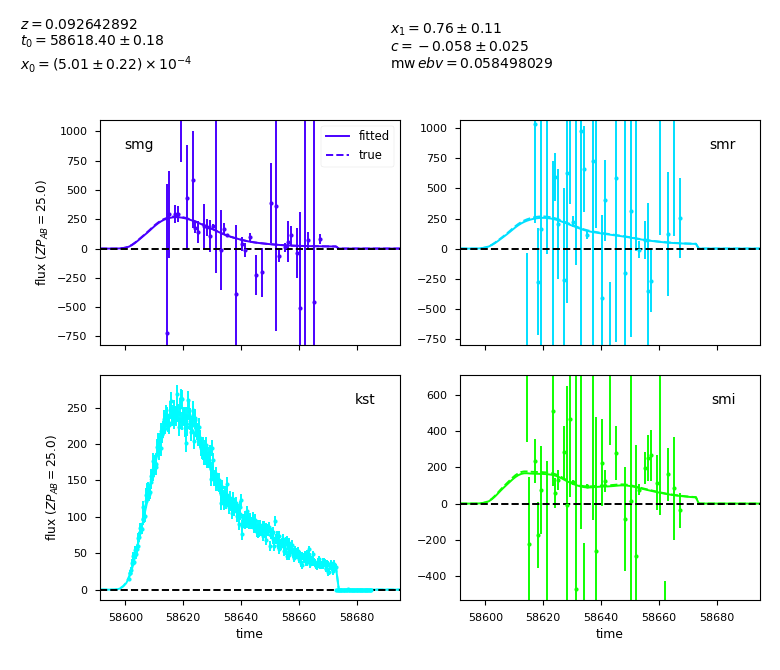 z = 0.092642892
t₀ = 58618.40 ± 0.18
x₀ = (5.01 ± 0.22) × 10⁻⁴
x₁ = 0.76 ± 0.11
c = −0.058 ± 0.025
mw ebv = 0.058498029
smg
fitted
true
1000
750
500
250
0
−250
−500
−750
flux (ZP_AB = 25.0)
smr
1000
750
500
250
0
−250
−500
−750
kst
250
200
150
100
50
0
flux (ZP_AB = 25.0)
58600 58620 58640 58660 58680
time
smi
600
400
200
0
−200
−400
58600 58620 58640 58660 58680
time